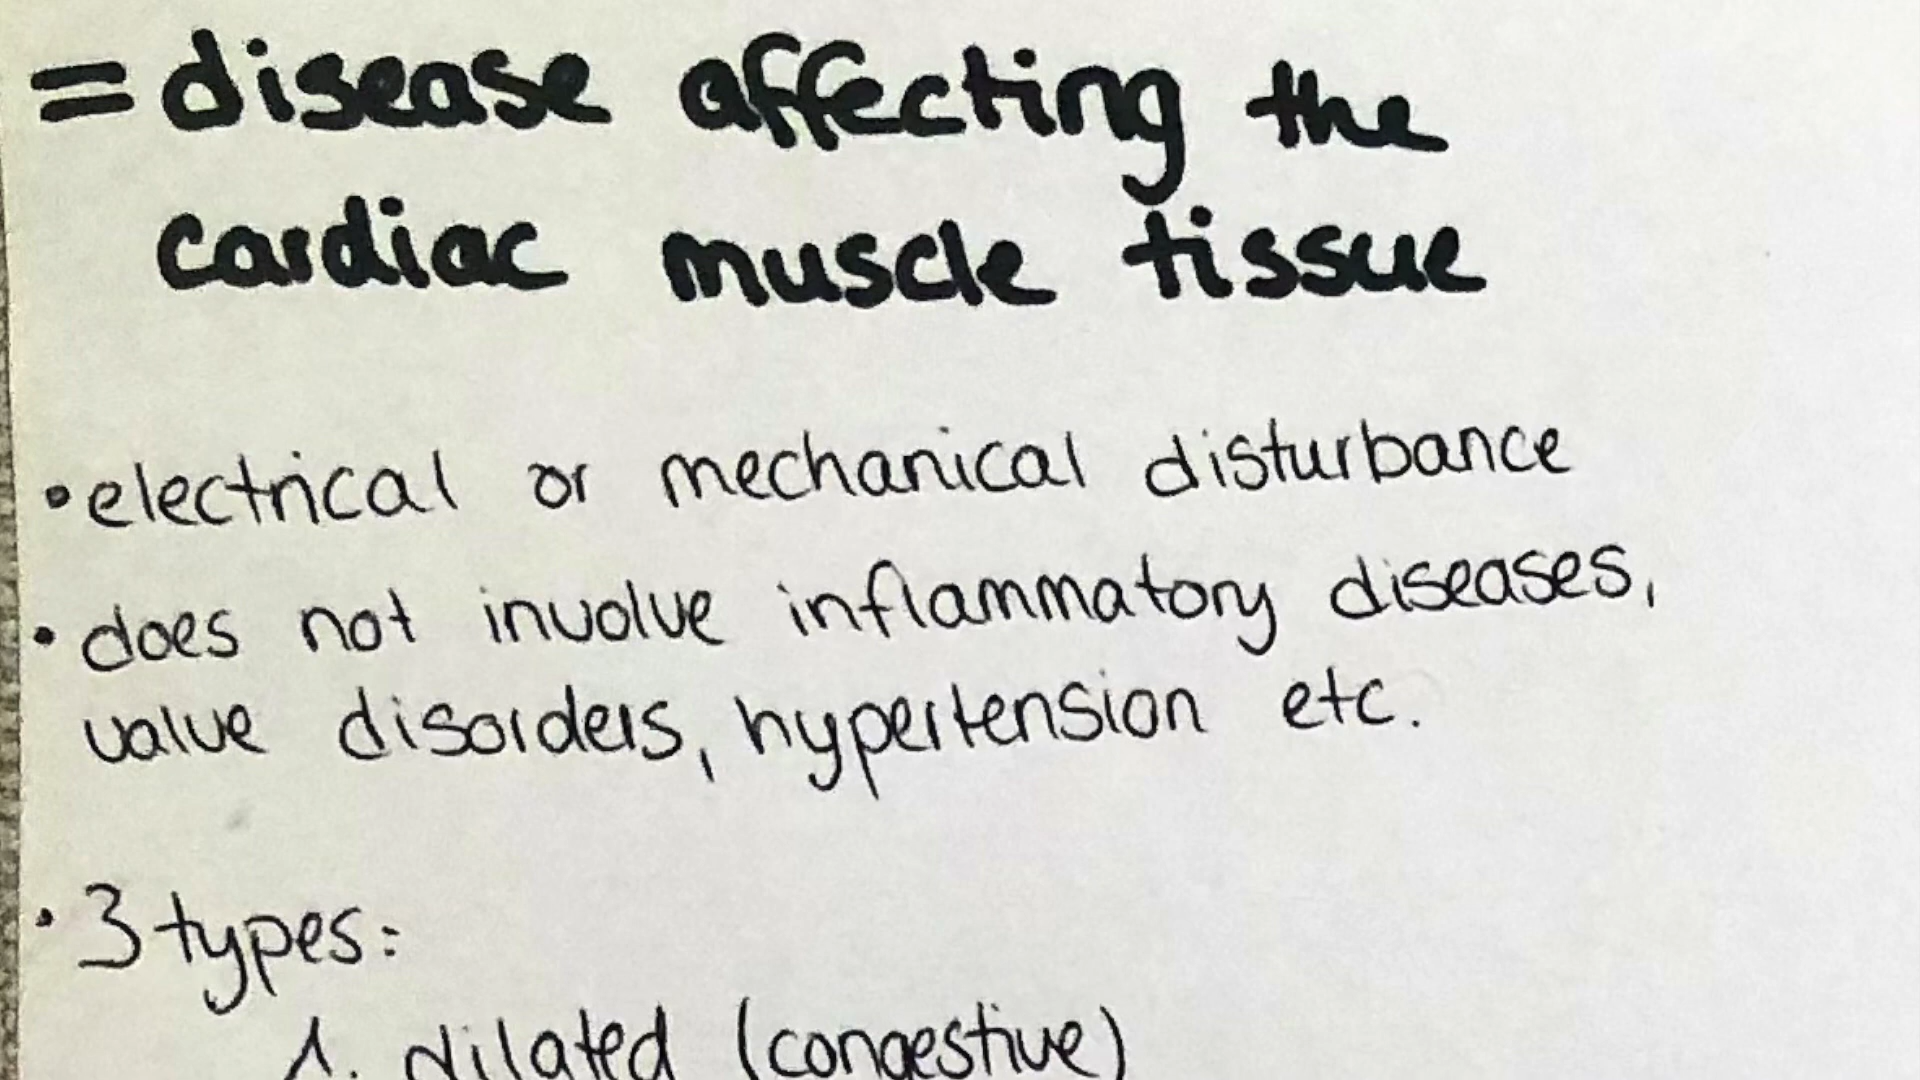 = disease affecting the
cardiac muscle tissue
• electrical or mechanical disturbance
• does not involve inflammatory diseases,
valve disorders, hypertension etc.
• 3 types:
1. dilated (congestive)